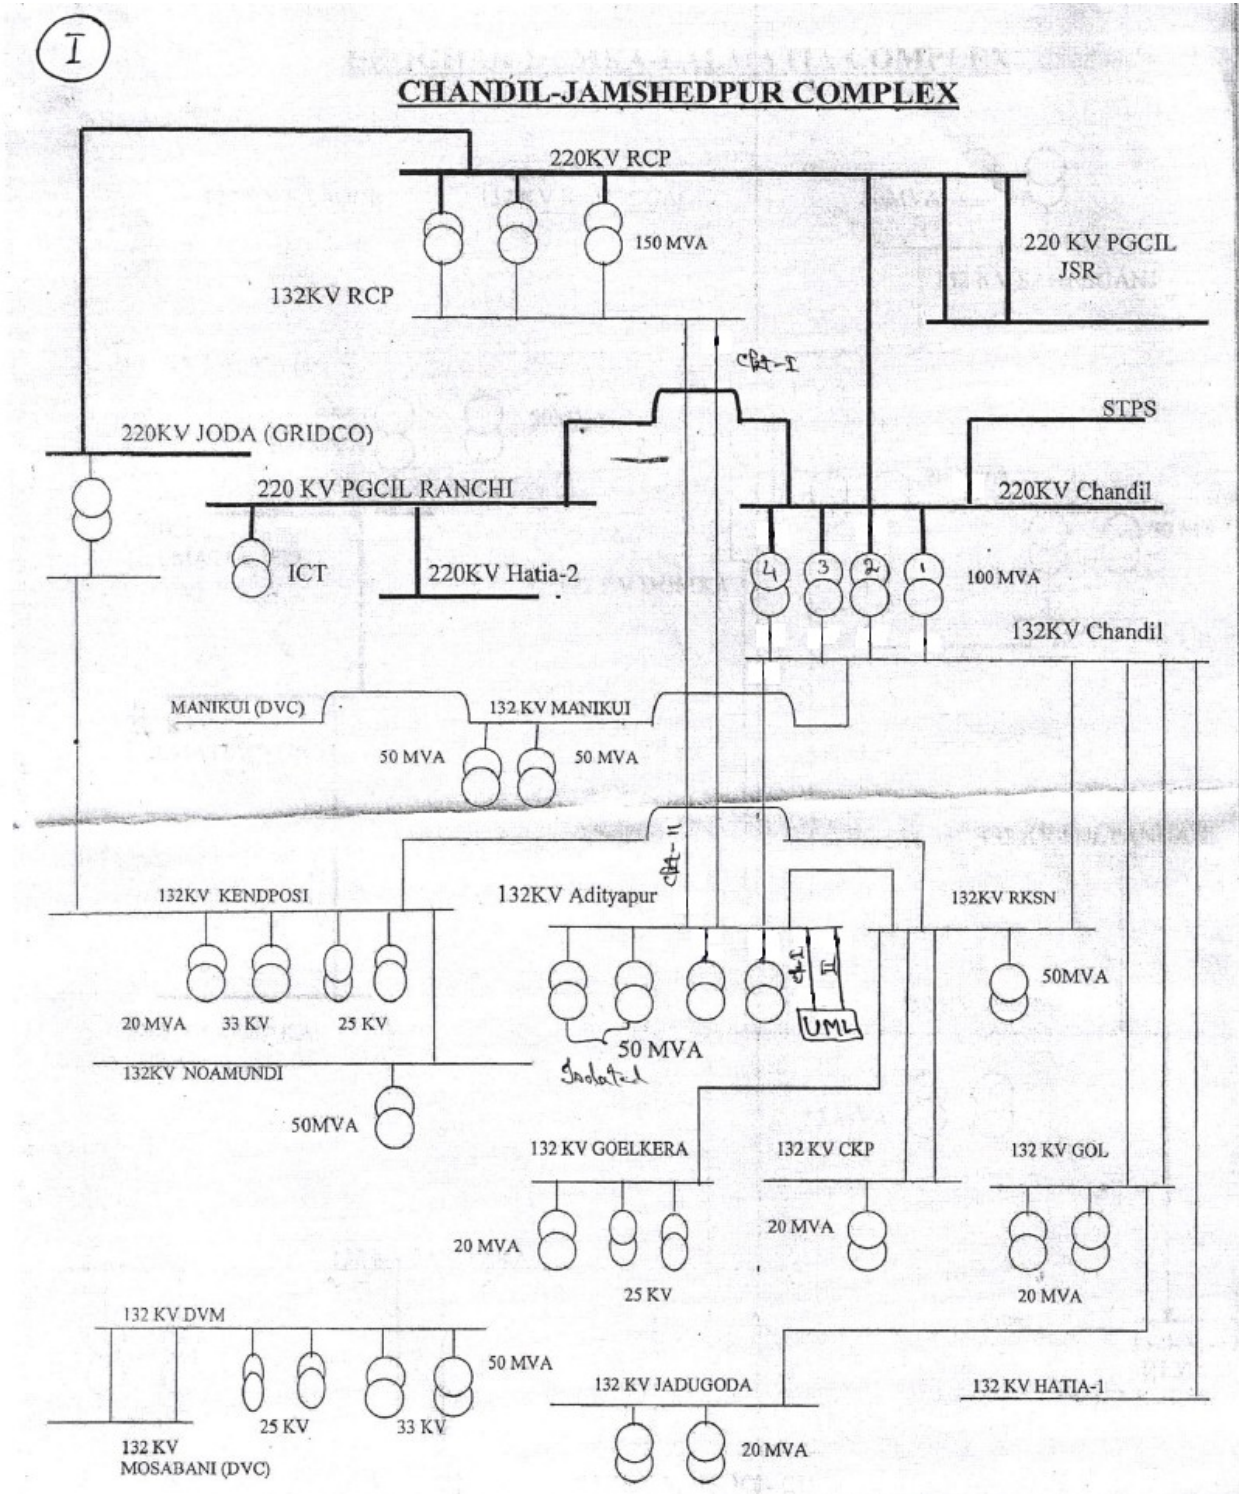 I
CHANDIL-JAMSHEDPUR COMPLEX
220KV RCP
150 MVA
220 KV PGCIL
JSR
132KV RCP
Ckt-I
STPS
220KV JODA (GRIDCO)
220 KV PGCIL RANCHI
220KV Chandil
ICT
220KV Hatia-2
4 3 2 1
100 MVA
132KV Chandil
MANIKUI (DVC)
132 KV MANIKUI
50 MVA
50 MVA
Ckt-II
132KV KENDPOSI
132KV Adityapur
132KV RKSN
50MVA
20 MVA
33 KV
25 KV
II
UML
50 MVA
Isolated
132KV NOAMUNDI
50MVA
132 KV GOELKERA
132 KV CKP
132 KV GOL
20 MVA
25 KV
20 MVA
20 MVA
132 KV DVM
50 MVA
25 KV
33 KV
132 KV JADUGODA
132 KV HATIA-1
132 KV
MOSABANI (DVC)
20 MVA